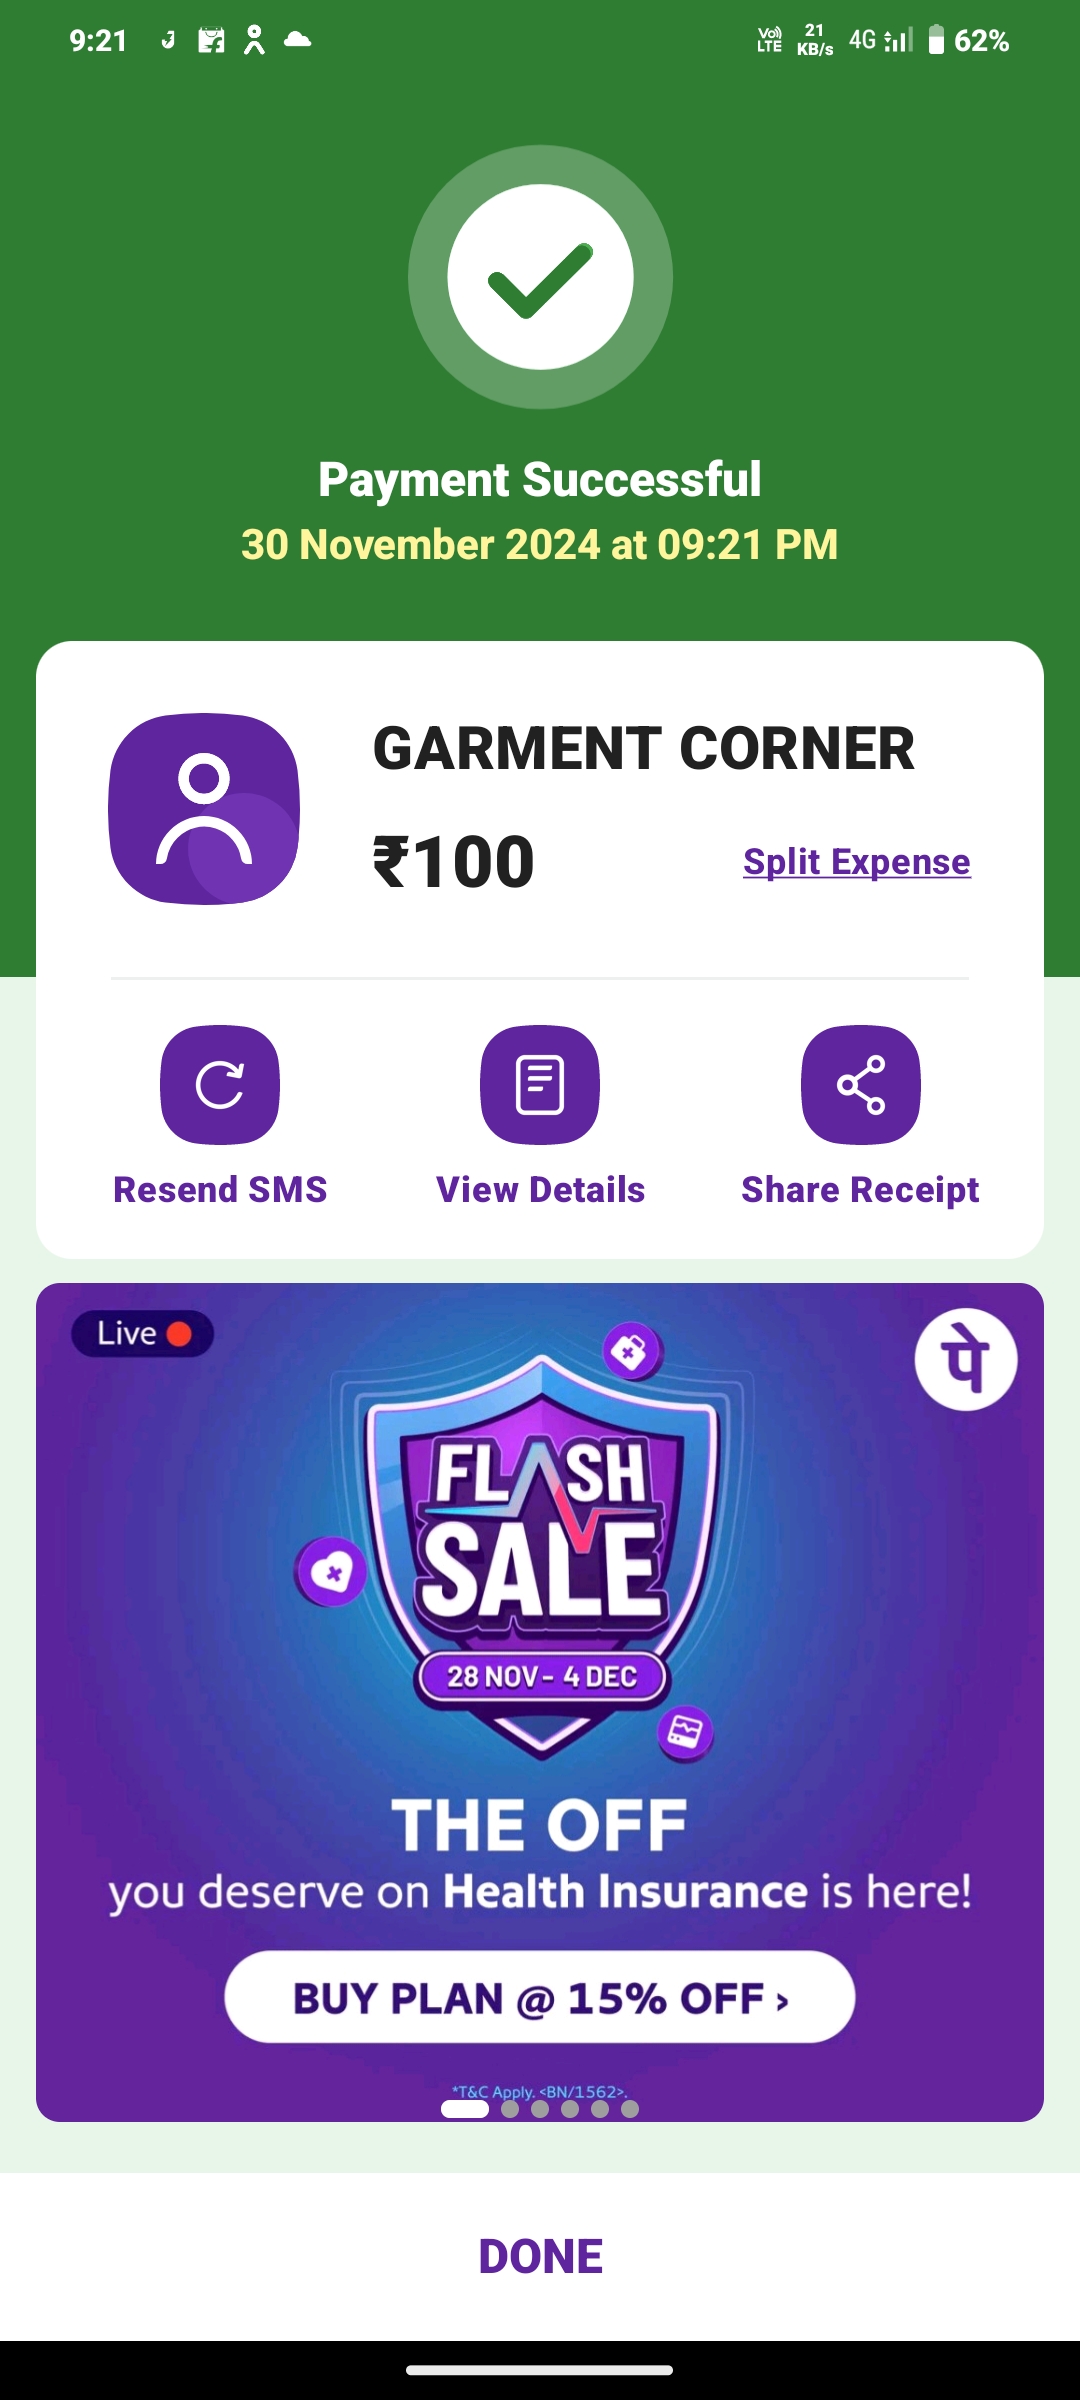 9:21
Vo) LTE 21 KB/s 4G 62%
Payment Successful
30 November 2024 at 09:21 PM
GARMENT CORNER
₹100
Split Expense
Resend SMS View Details Share Receipt
Live
पे
FLASH
SALE
28 NOV - 4 DEC
THE OFF
you deserve on Health Insurance is here!
BUY PLAN @ 15% OFF ›
*T&C Apply. <BN/1562>.
DONE